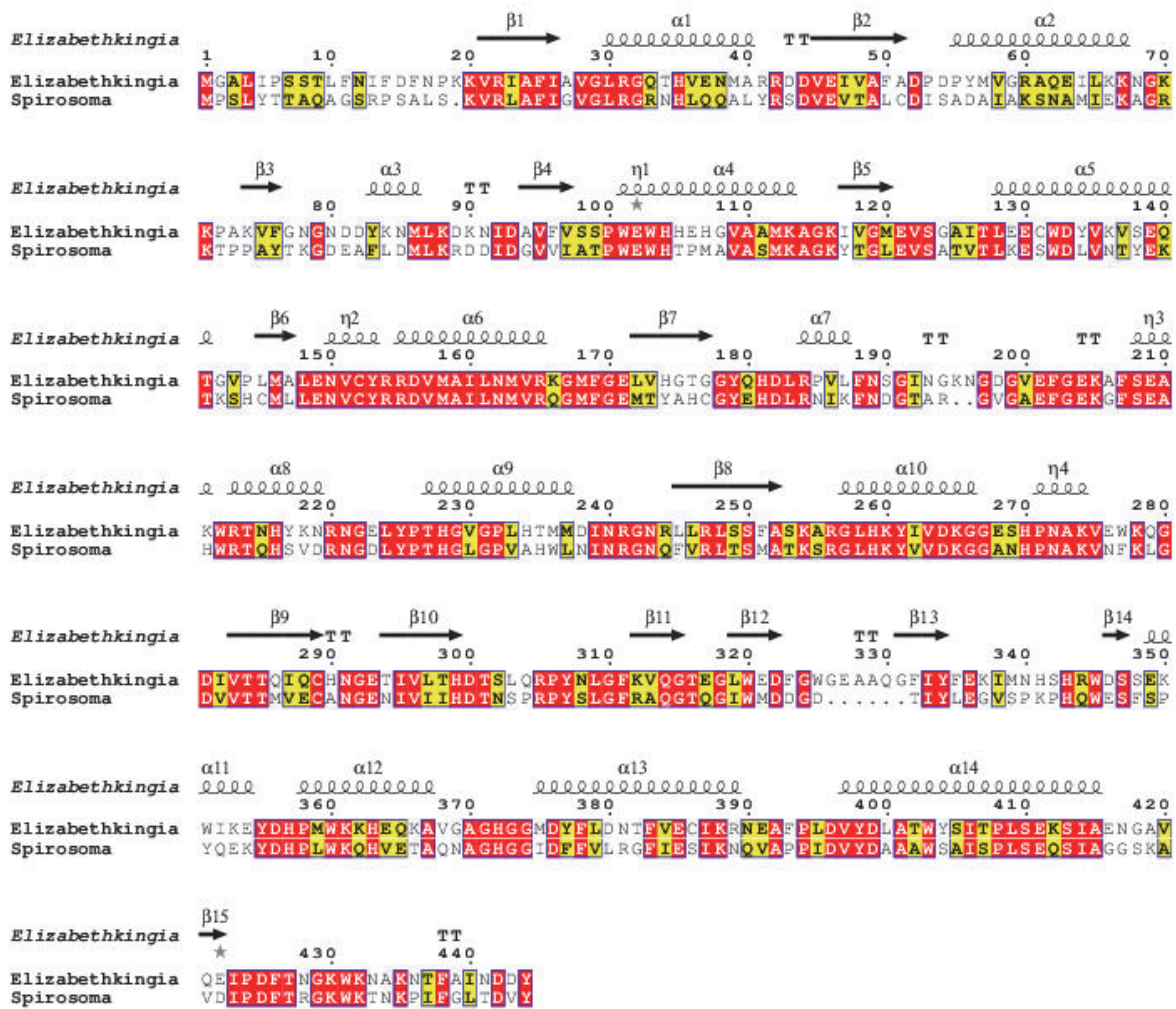 β1 α1 β2 α2
Elizabethkingia TT
1 10 20 30 40 50 60 70
Elizabethkingia MGALIPSSTLFNIFDFNPKKVRIAFIAVGLRGQTHVENMARRDDVEIVAFADPDPYMVGRAQEILKKNGK
Spirosoma MPSLYTTAQAGSRPSALS.KVRLAFIGVGLRGRNHLQQALYRSDVEVTALCDISADAIAKSNAMIEKAGR
β3 α3 β4 η1 α4 β5 α5
Elizabethkingia TT
80 90 100 110 120 130 140
Elizabethkingia KPAKVFGNGNDDYKNMLKDKNIDAVFVSSPWEWHHEHGVAAMKAGKIVGMEVSGAITLEECWDYVKVSEQ
Spirosoma KTPPAYTKGDEAFLDMLKRDDIDGVVIATPWEWHTPMAVASMKAGKYTGLEVSATVTLKESWDLVNTYEK
β6 η2 α6 β7 α7 η3
Elizabethkingia TT TT
150 160 170 180 190 200 210
Elizabethkingia TGVPLMALENVCYRRDVMAILNMVRKGMFGELVHGTGGYQHDLRPVLFNSGINGKNGDGVEFGEKAFSEA
Spirosoma TKSHCMLLENVCYRRDVMAILNMVRQGMFGEMTYAHCGYEHDLRNIKFNDGTAR..GVGAEFGEKGFSEA
α8 α9 β8 α10 η4
Elizabethkingia
220 230 240 250 260 270 280
Elizabethkingia KWRTNHYKNRNGELYPTHGVGPLHTMMDINRGNRLLRLSSFASKARGLHKYIVDKGGESHPNAKVEWKQG
Spirosoma HWRTQHSVDRNGDLYPTHGLGPVAHWLNINRGNQFVRLTSMATKSRGLHKYVVDKGGANHPNAKVNFKLG
β9 β10 β11 β12 β13 β14
Elizabethkingia TT TT
290 300 310 320 330 340 350
Elizabethkingia DIVTTQIQCHNGETIVLTHDTSLQRPYNLGFKVQGTEGLWEDFGWGEAAQGFIYFEKIMNHSHRWDSSEK
Spirosoma DVVTTMVECANGENIVIIHDTNSPRPYSLGFRAQGTQGIWMDDGD......TIYLEGVSPKPHQWESFSP
α11 α12 α13 α14
Elizabethkingia
360 370 380 390 400 410 420
Elizabethkingia WIKEYDHPMWKKHEQKAVGAGHGGMDYFLDNTFVECIKRNEAFPLDVYDLATWYSITPLSEKSIAENGAV
Spirosoma YQEKYDHPLWKQHVETAQNAGHGGIDFFVLRGFIESIKNQVAPPIDVYDAAAWSAISPLSEQSIAGGSKA
β15
Elizabethkingia TT
430 440
Elizabethkingia QEIPDFTNGKWKNAKNTFAINDDY
Spirosoma VDIPDFTRGKWKTNKPIFGLTDVY